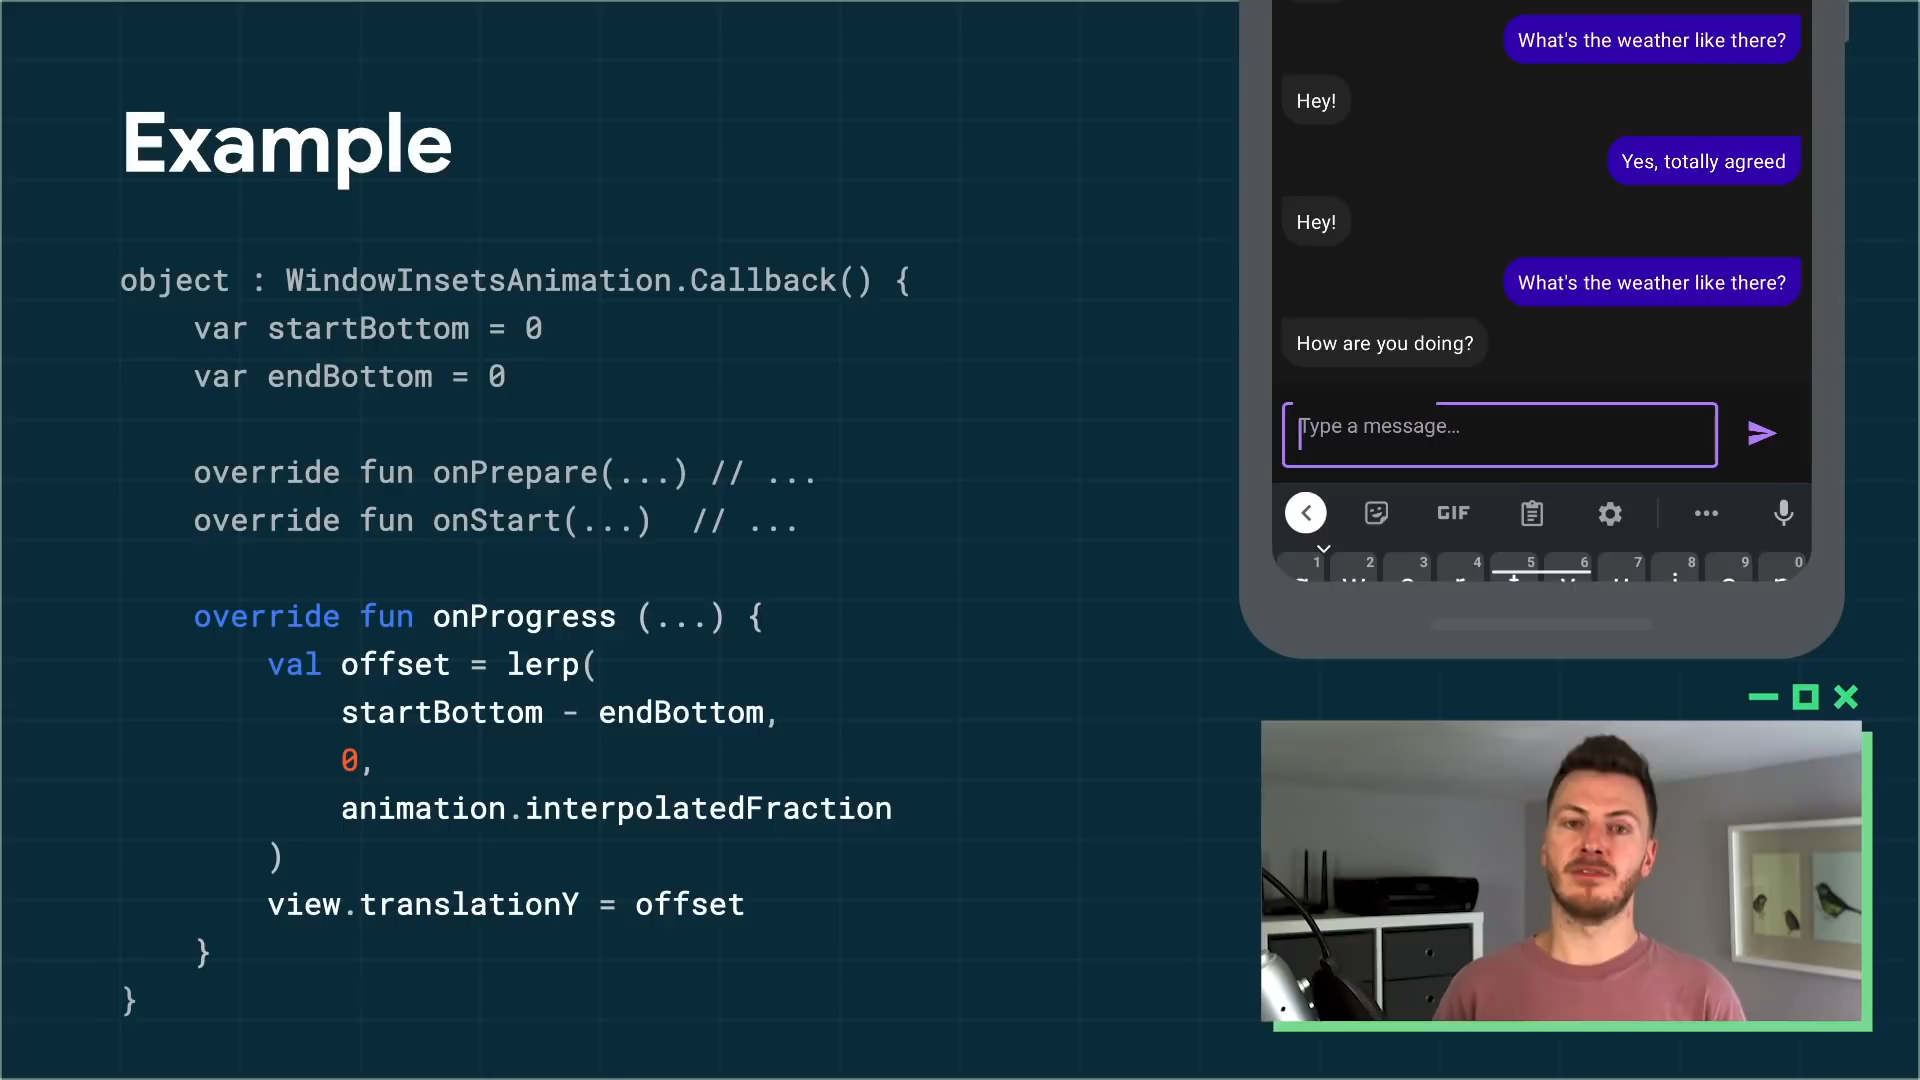 Example
object : WindowInsetsAnimation.Callback() {
var startBottom = 0
var endBottom = 0
override fun onPrepare(...) // ...
override fun onStart(...) // ...
override fun onProgress (...) {
val offset = lerp(
startBottom - endBottom,
0,
animation.interpolatedFraction
)
view.translationY = offset
}
}
What's the weather like there?
Hey!
Yes, totally agreed
Hey!
What's the weather like there?
How are you doing?
Type a message…
GIF
1 2 3 4 5 6 7 8 9 0